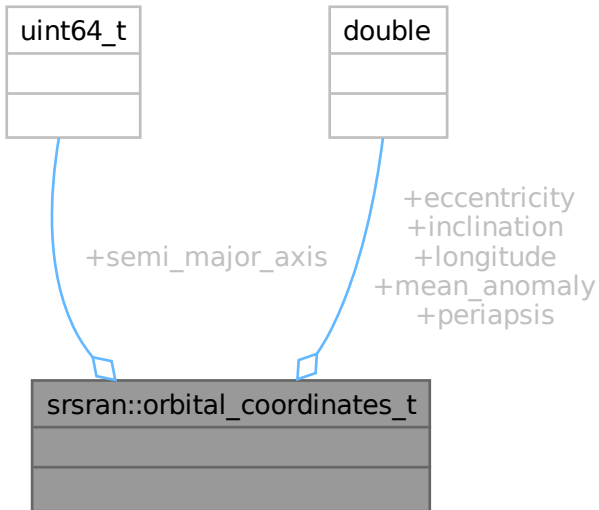 uint64_t
double
+eccentricity
+inclination
+semi_major_axis
+longitude
+mean_anomaly
+periapsis
srsran::orbital_coordinates_t